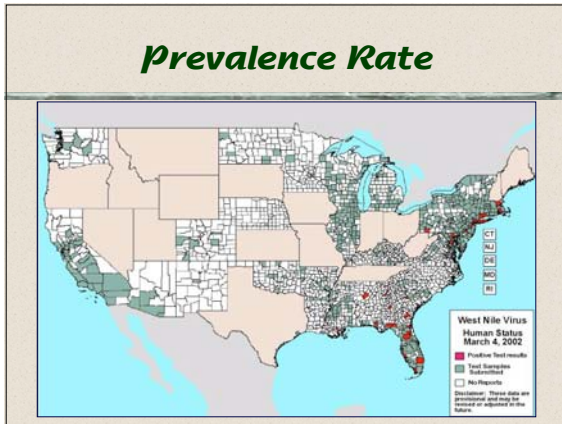 Prevalence Rate
CT
NJ
DE
MD
RI
West Nile Virus
Human Status
March 4, 2002
Positive Test results
Test Samples
Submitted
No Reports
Disclaimer: These data are
provisional and may be
revised or adjusted in the
future.